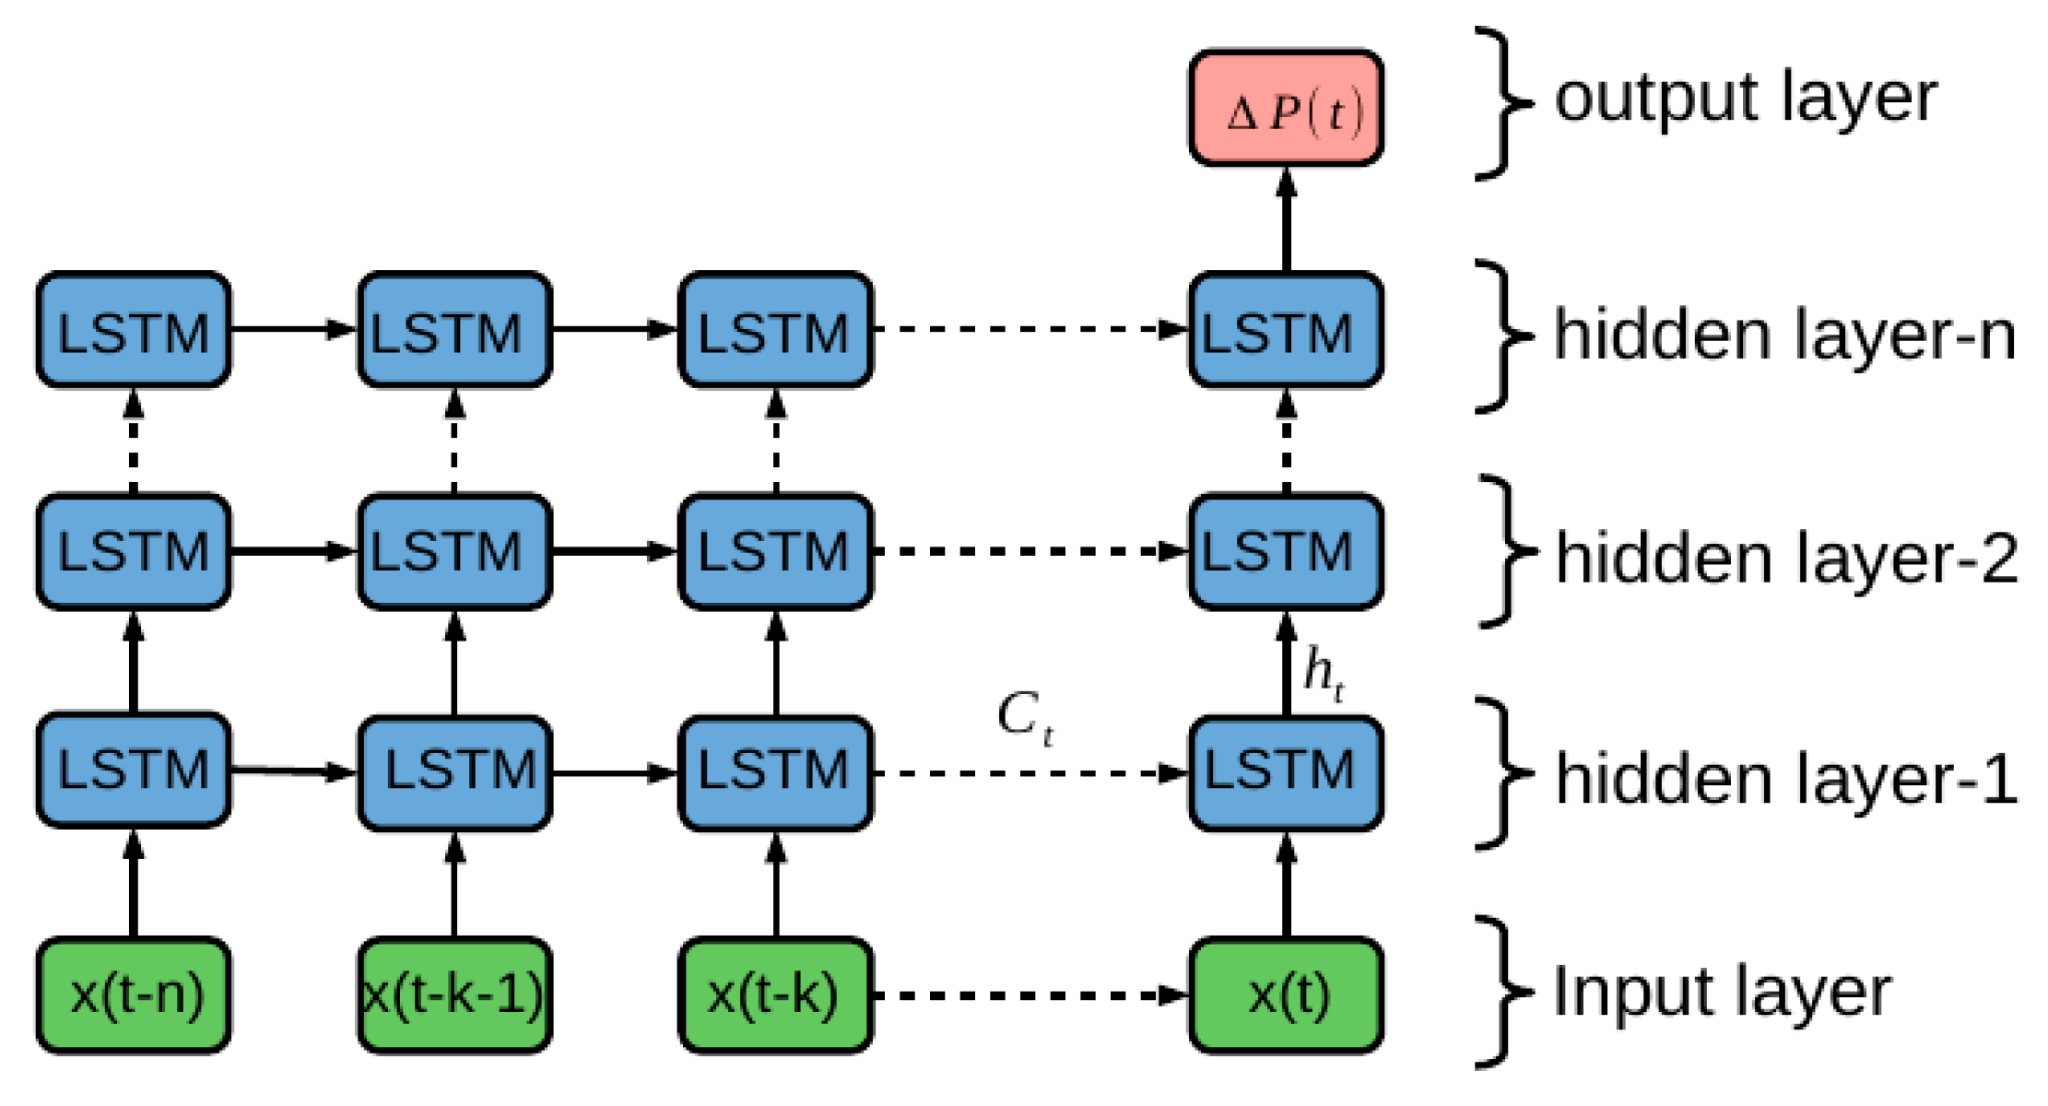 Δ P(t)
output layer
LSTM LSTM LSTM LSTM
hidden layer-n
LSTM LSTM LSTM LSTM
hidden layer-2
h_t
C_t
LSTM LSTM LSTM LSTM
hidden layer-1
x(t-n) x(t-k-1) x(t-k) x(t)
Input layer